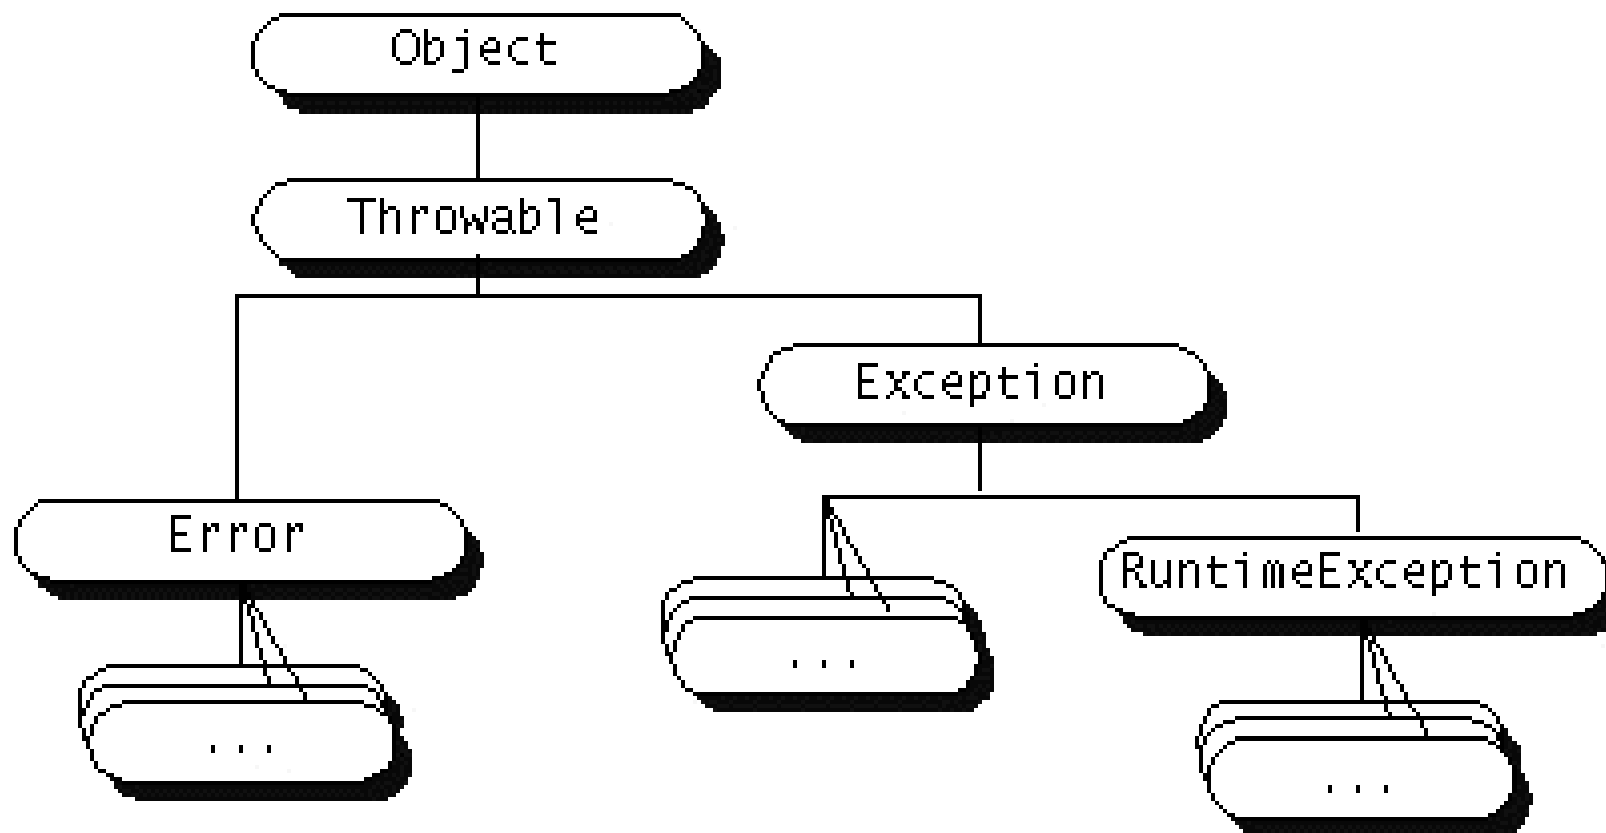 Object
Throwable
Exception
Error
RuntimeException
...
...
...